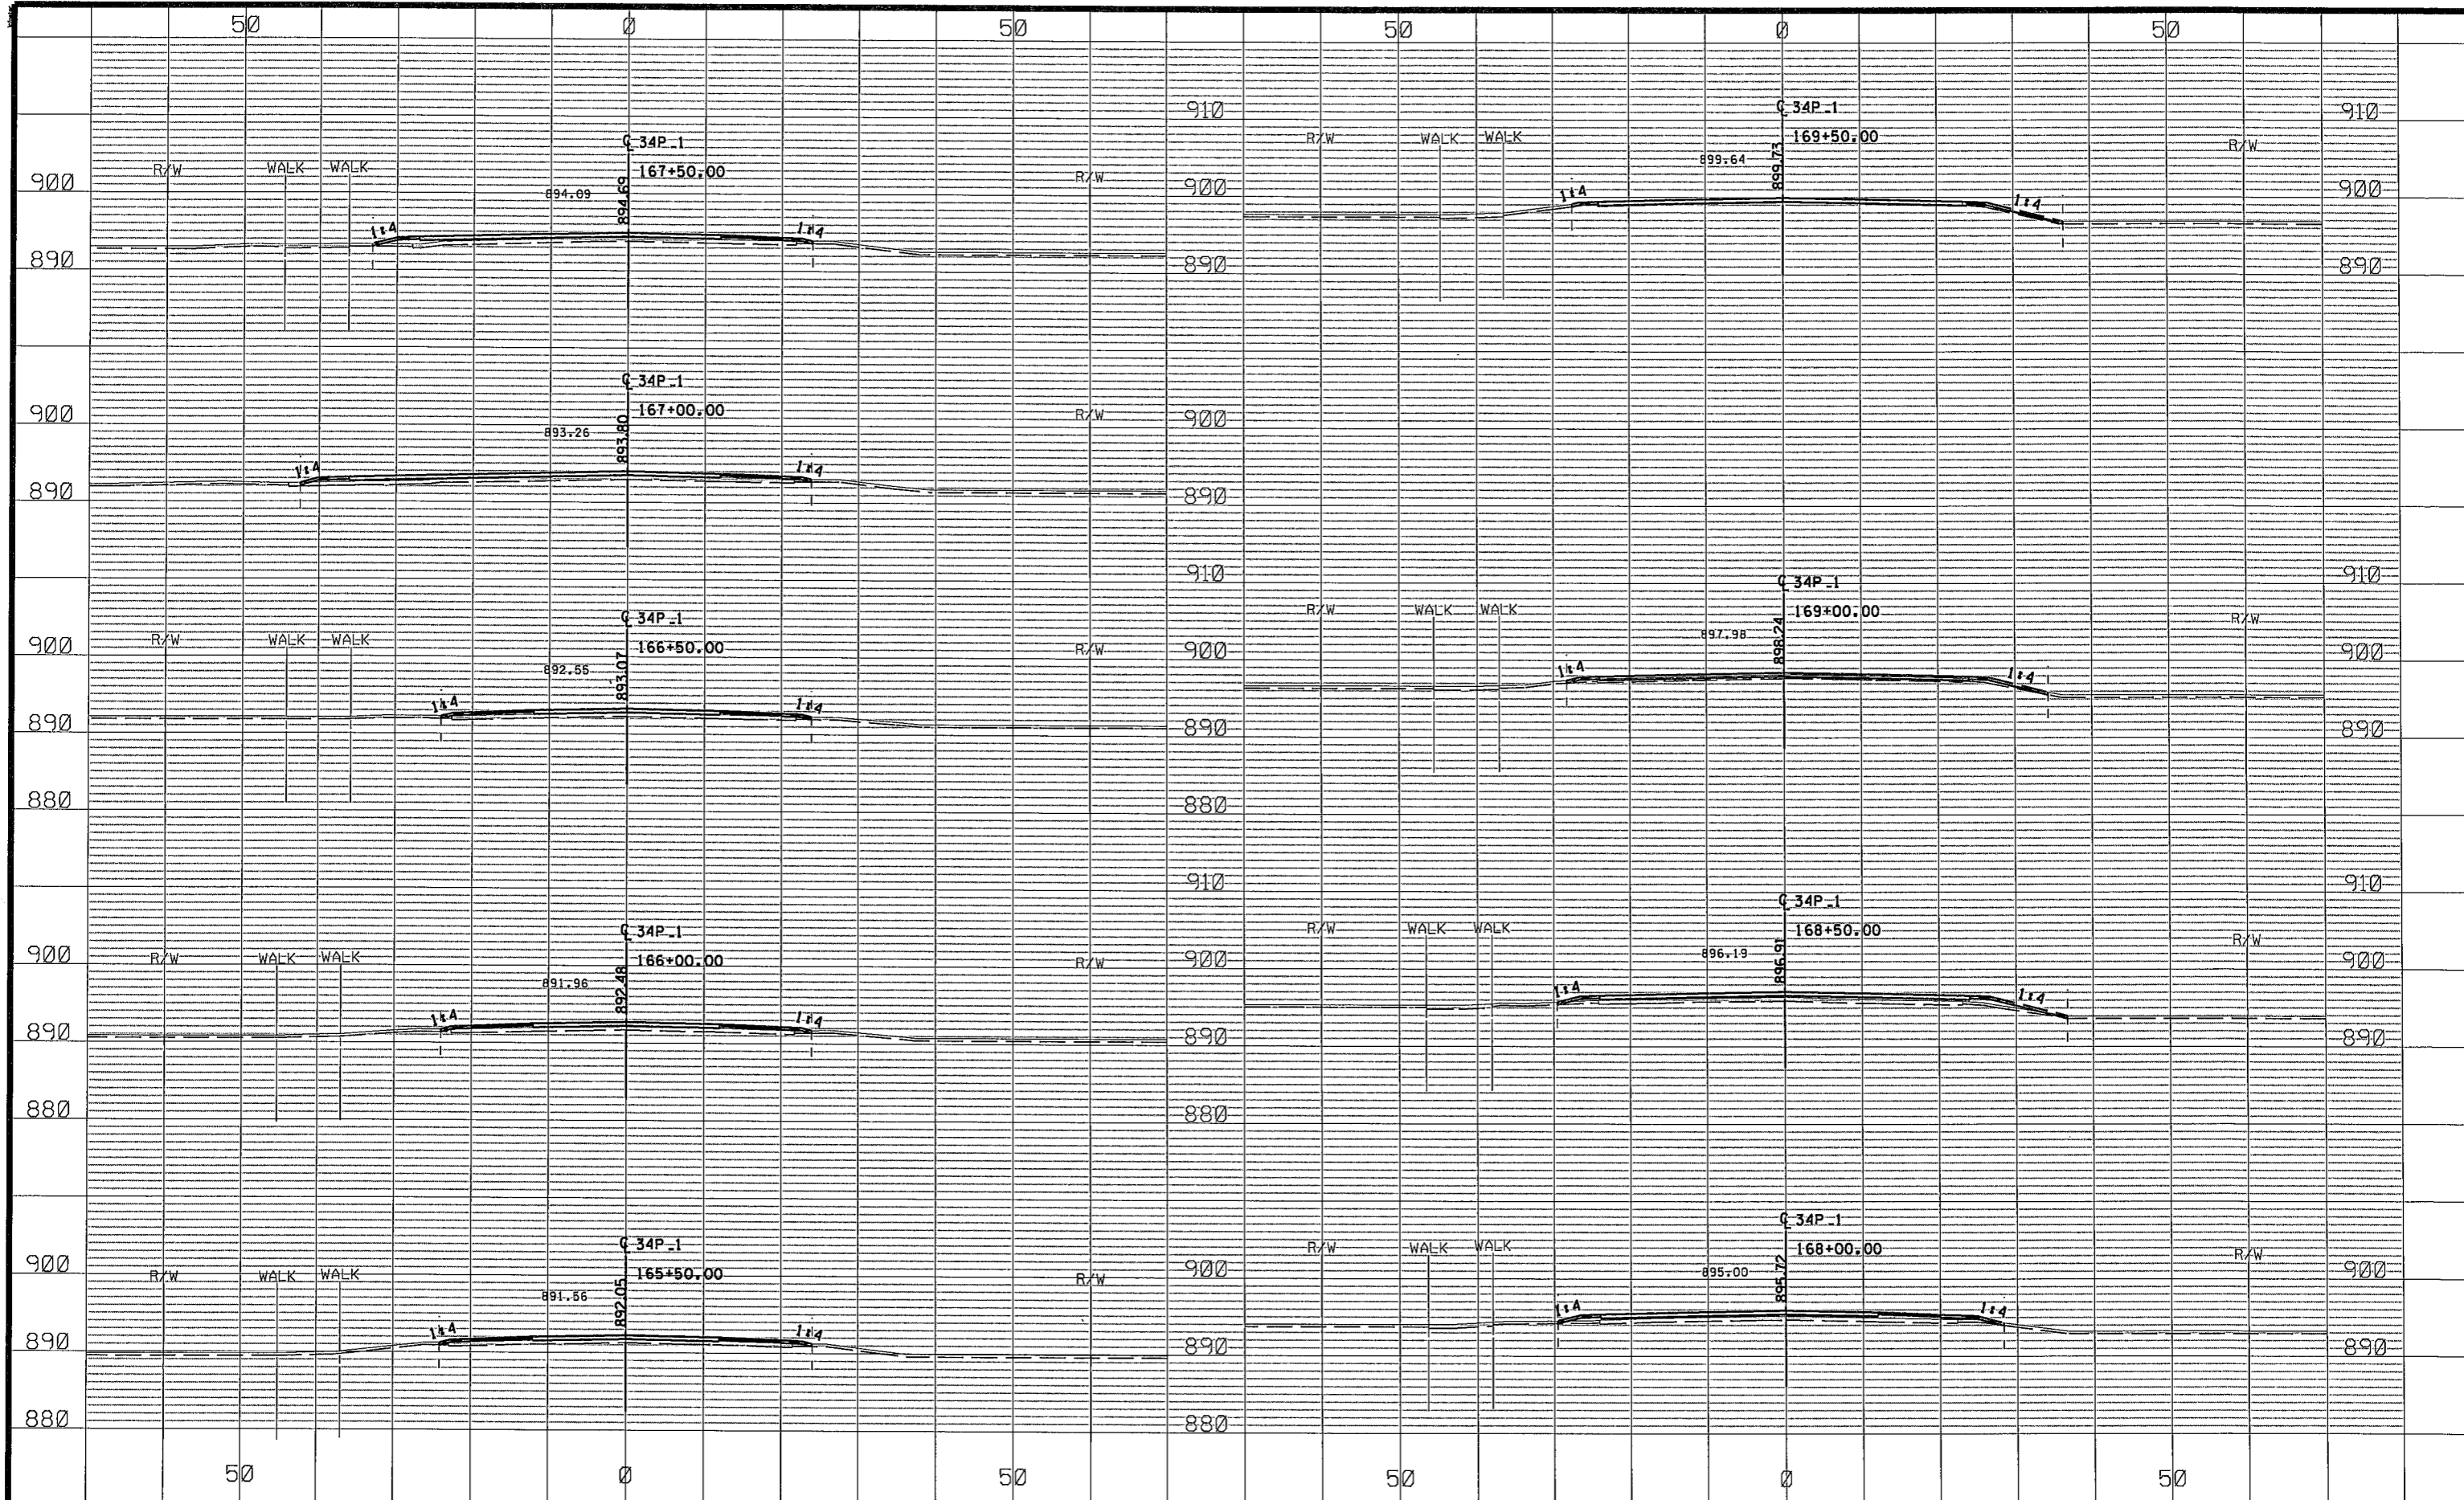 50 0 50 50 0 50
910 ℄ 34P_1 910
R/W WALK WALK 169+50.00 R/W
899.64 899.73
℄ 34P_1
R/W WALK WALK 167+50.00 R/W
900 894.09 894.69 900 900
1:4 1:4
1:4 1:4
890 890 890
℄ 34P_1
900 167+00.00 R/W 900
893.26 893.80
1:4 1:4
890 890
910 ℄ 34P_1 910
R/W WALK WALK 169+00.00 R/W
897.98 898.24
℄ 34P_1
900 R/W WALK WALK 166+50.00 R/W 900 900
892.55 893.07
1:4 1:4
1:4 1:4
890 890 890
880 880
910 ℄ 34P_1 910
R/W WALK WALK 168+50.00 R/W
896.19 896.91
℄ 34P_1
900 R/W WALK WALK 166+00.00 R/W 900 900
891.96 892.48
1:4 1:4
1:4 1:4
890 890 890
880 880
℄ 34P_1
R/W WALK WALK 168+00.00 R/W
895.00 895.72
℄ 34P_1
900 R/W WALK WALK 165+50.00 R/W 900 900
891.56 892.05
1:4 1:4
1:4 1:4
890 890 890
880 880
50 0 50 50 0 50